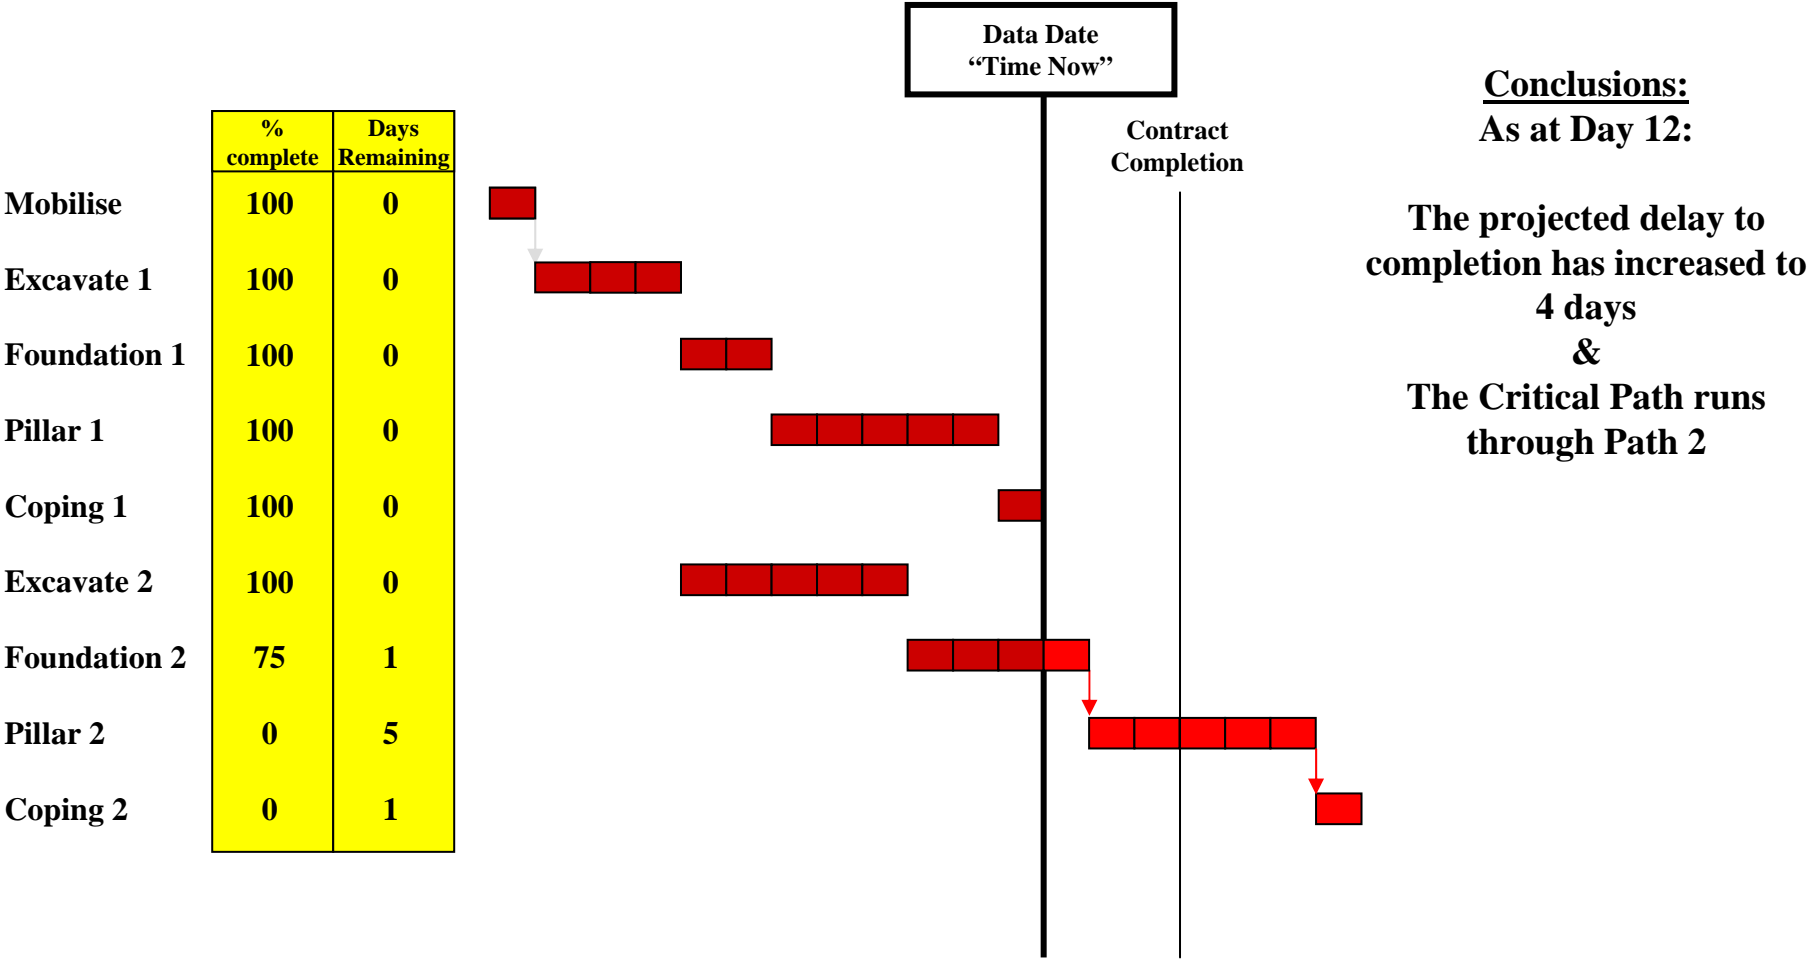 Data Date
“Time Now”
Conclusions:
As at Day 12:
The projected delay to
completion has increased to
4 days
&
The Critical Path runs
through Path 2
Contract
Completion
% complete Days Remaining
Mobilise 100 0
Excavate 1 100 0
Foundation 1 100 0
Pillar 1 100 0
Coping 1 100 0
Excavate 2 100 0
Foundation 2 75 1
Pillar 2 0 5
Coping 2 0 1